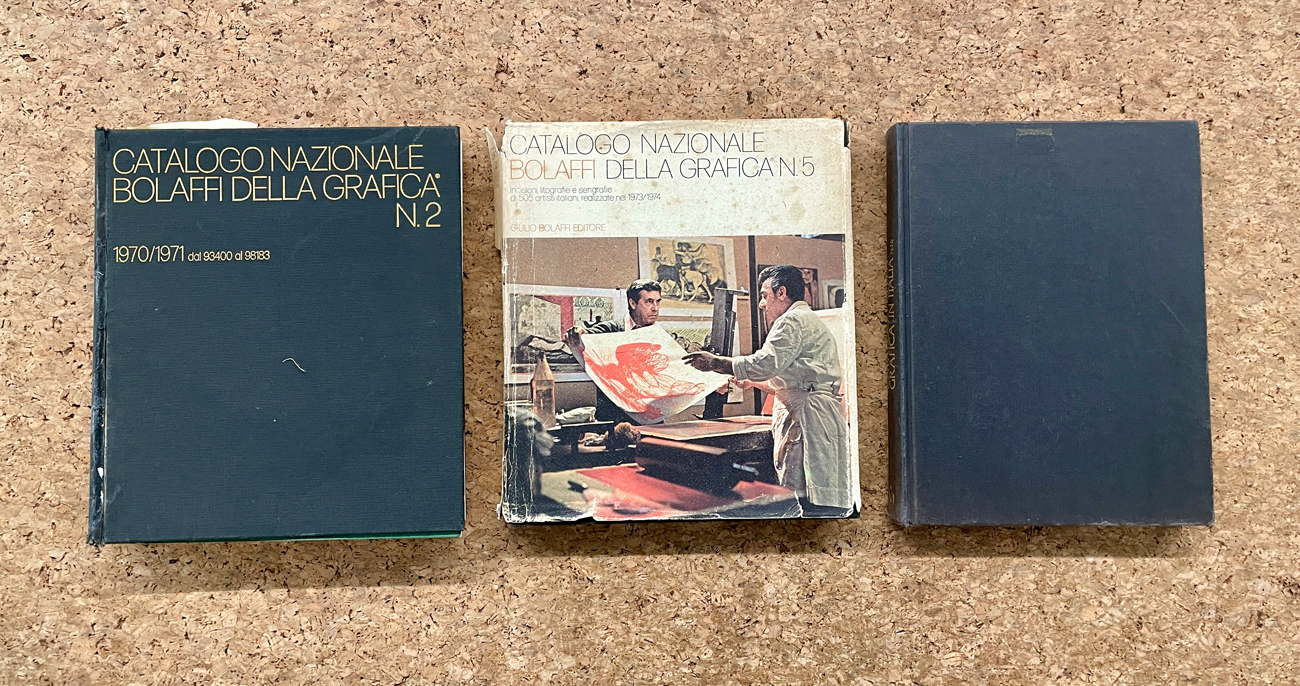 CATALOGO NAZIONALE
BOLAFFI DELLA GRAFICA®
N. 2
1970/1971 dal 93400 al 98183
CATALOGO NAZIONALE
BOLAFFI DELLA GRAFICA N. 5
incisioni, litografie e serigrafie
di 505 artisti italiani, realizzate nel 1973/1974
GIULIO BOLAFFI EDITORE
GRAFICA IN ITALIA